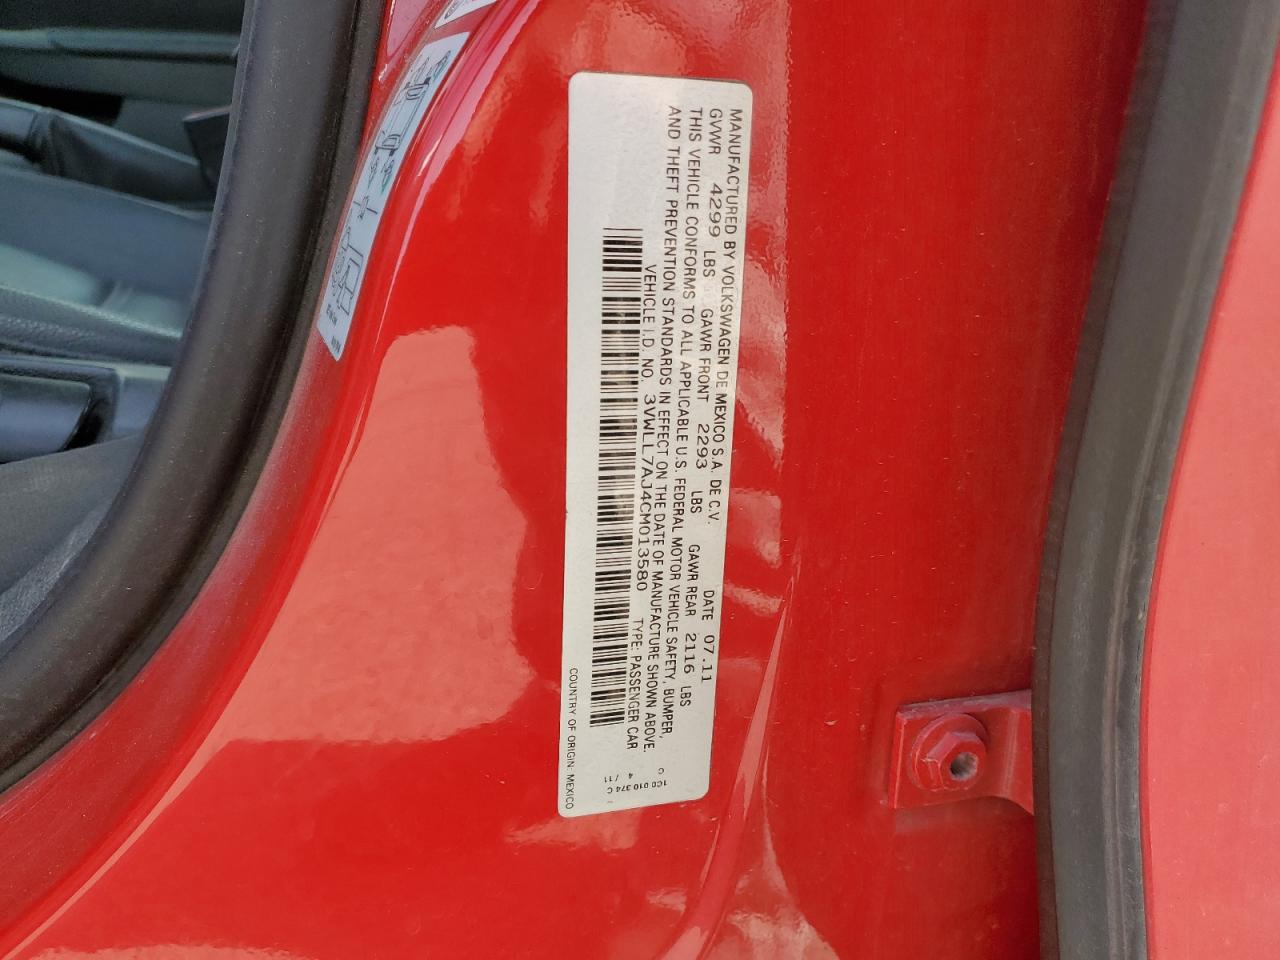 MANUFACTURED BY VOLKSWAGEN DE MEXICO S.A. DE C.V.
GVWR 4299 LBS GAWR FRONT 2293 LBS GAWR REAR 2116 LBS
DATE 07.11
THIS VEHICLE CONFORMS TO ALL APPLICABLE U.S. FEDERAL MOTOR VEHICLE SAFETY, BUMPER,
AND THEFT PREVENTION STANDARDS IN EFFECT ON THE DATE OF MANUFACTURE SHOWN ABOVE.
VEHICLE I.D. NO. 3VWLL7AJ4CM013580 TYPE: PASSENGER CAR
COUNTRY OF ORIGIN: MEXICO
1C0 010 374 C
4 /11
G